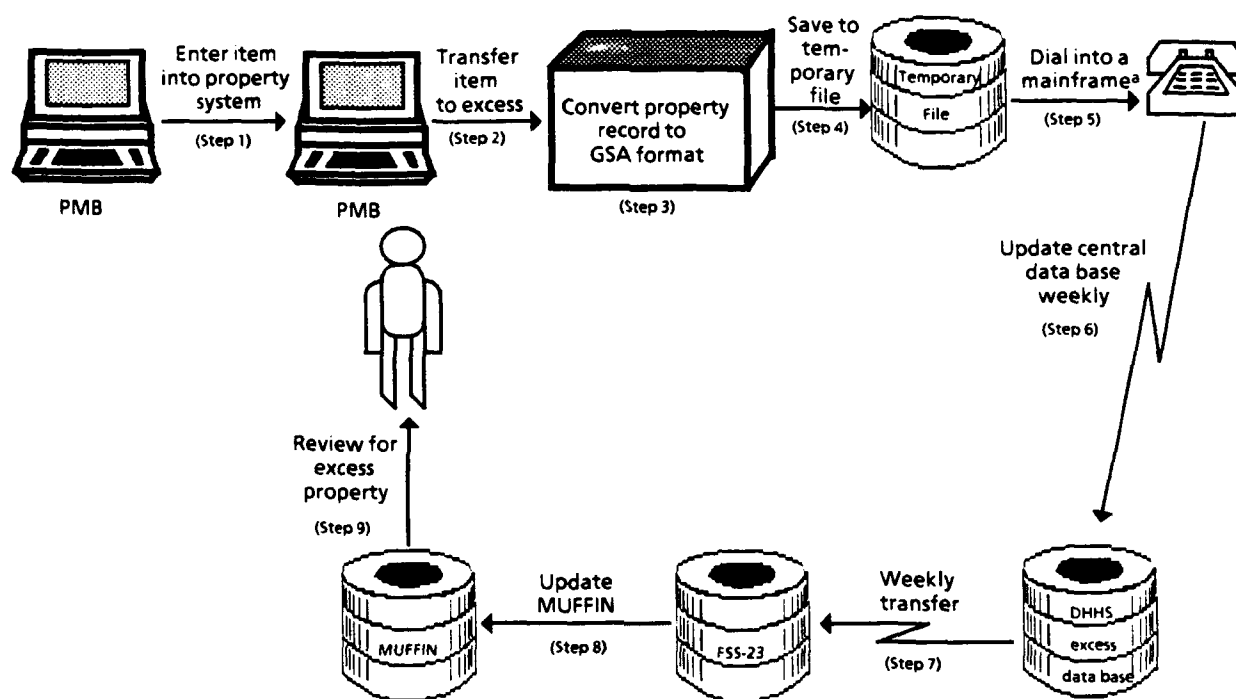 Enter item
into property
system
(Step 1)
PMB
Transfer
item
to excess
(Step 2)
PMB
Convert property
record to
GSA format
(Step 3)
Save to
tem-
porary
file
(Step 4)
Temporary
File
Dial into a
mainframeᵃ
(Step 5)
Update central
data base
weekly
(Step 6)
DHHS
excess
data base
Weekly
transfer
(Step 7)
FSS-23
Update
MUFFIN
(Step 8)
MUFFIN
Review for
excess
property
(Step 9)